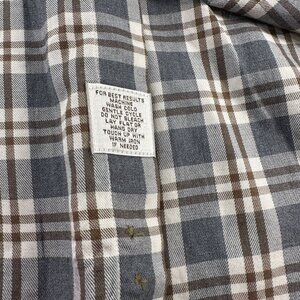 FOR BEST RESULTS
MACHINE
WASH COLD
GENTLE CYCLE
DO NOT BLEACH
LAY FLAT OR
HANG DRY
TOUCH UP WITH
WARM IRON
IF NEEDED